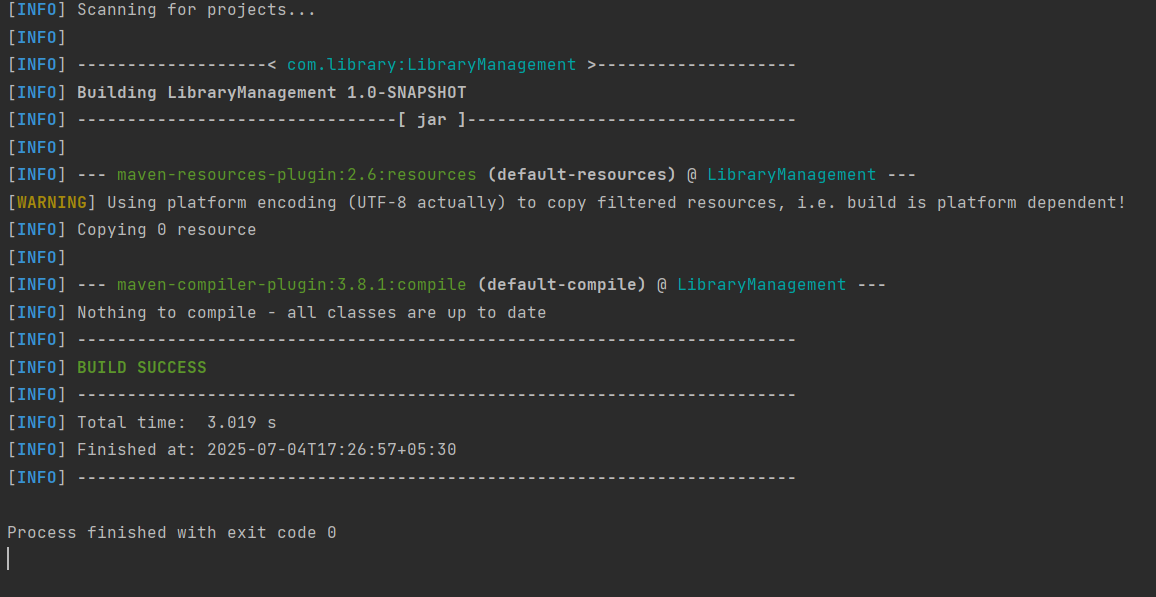 [INFO] Scanning for projects...
[INFO]
[INFO] -------------------< com.library:LibraryManagement >--------------------
[INFO] Building LibraryManagement 1.0-SNAPSHOT
[INFO] --------------------------------[ jar ]---------------------------------
[INFO]
[INFO] --- maven-resources-plugin:2.6:resources (default-resources) @ LibraryManagement ---
[WARNING] Using platform encoding (UTF-8 actually) to copy filtered resources, i.e. build is platform dependent!
[INFO] Copying 0 resource
[INFO]
[INFO] --- maven-compiler-plugin:3.8.1:compile (default-compile) @ LibraryManagement ---
[INFO] Nothing to compile - all classes are up to date
[INFO] ------------------------------------------------------------------------
[INFO] BUILD SUCCESS
[INFO] ------------------------------------------------------------------------
[INFO] Total time:  3.019 s
[INFO] Finished at: 2025-07-04T17:26:57+05:30
[INFO] ------------------------------------------------------------------------
Process finished with exit code 0